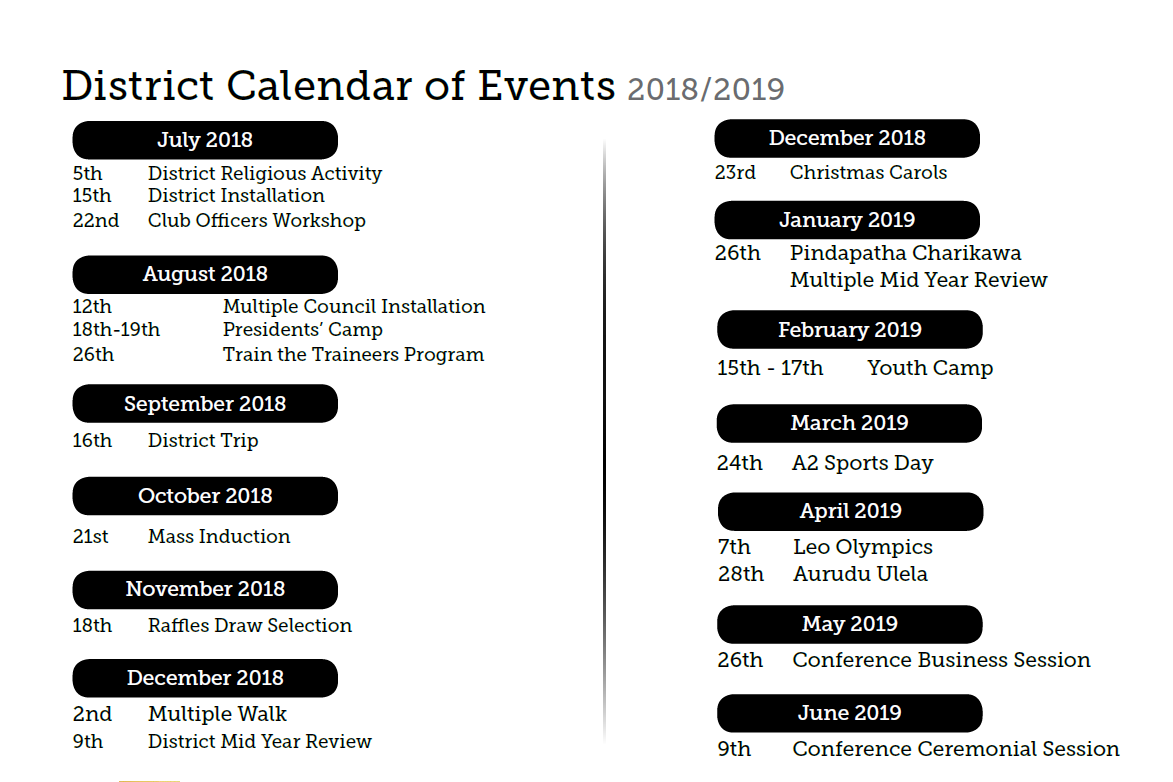 District Calendar of Events 2018/2019
July 2018
5th District Religious Activity
15th District Installation
22nd Club Officers Workshop
August 2018
12th Multiple Council Installation
18th-19th Presidents’ Camp
26th Train the Traineers Program
September 2018
16th District Trip
October 2018
21st Mass Induction
November 2018
18th Raffles Draw Selection
December 2018
2nd Multiple Walk
9th District Mid Year Review
December 2018
23rd Christmas Carols
January 2019
26th Pindapatha Charikawa
Multiple Mid Year Review
February 2019
15th - 17th Youth Camp
March 2019
24th A2 Sports Day
April 2019
7th Leo Olympics
28th Aurudu Ulela
May 2019
26th Conference Business Session
June 2019
9th Conference Ceremonial Session